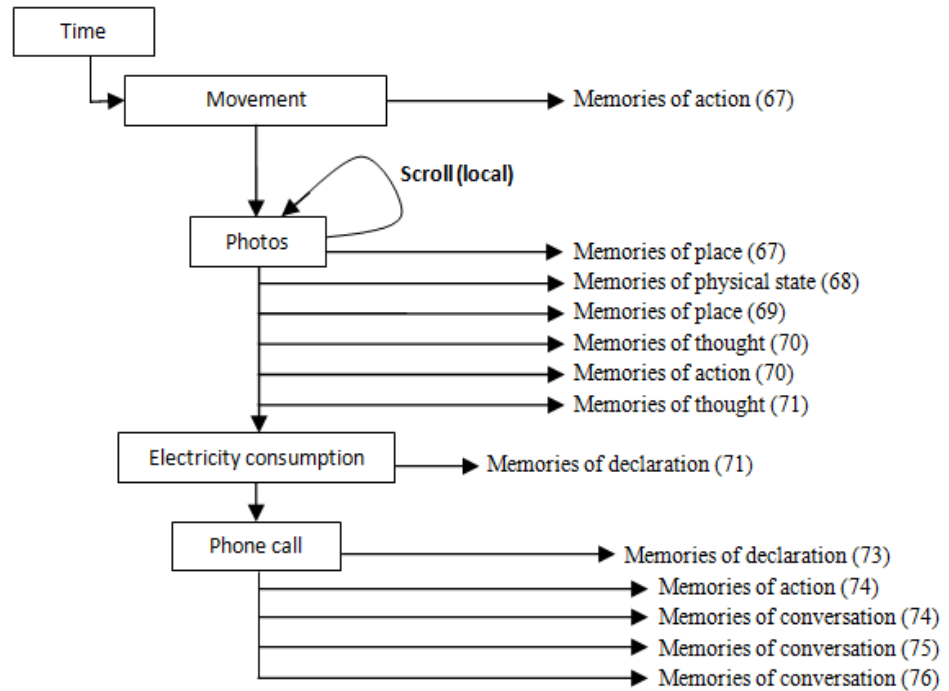 Time
Movement
Memories of action (67)
Scroll (local)
Photos
Memories of place (67)
Memories of physical state (68)
Memories of place (69)
Memories of thought (70)
Memories of action (70)
Memories of thought (71)
Electricity consumption
Memories of declaration (71)
Phone call
Memories of declaration (73)
Memories of action (74)
Memories of conversation (74)
Memories of conversation (75)
Memories of conversation (76)